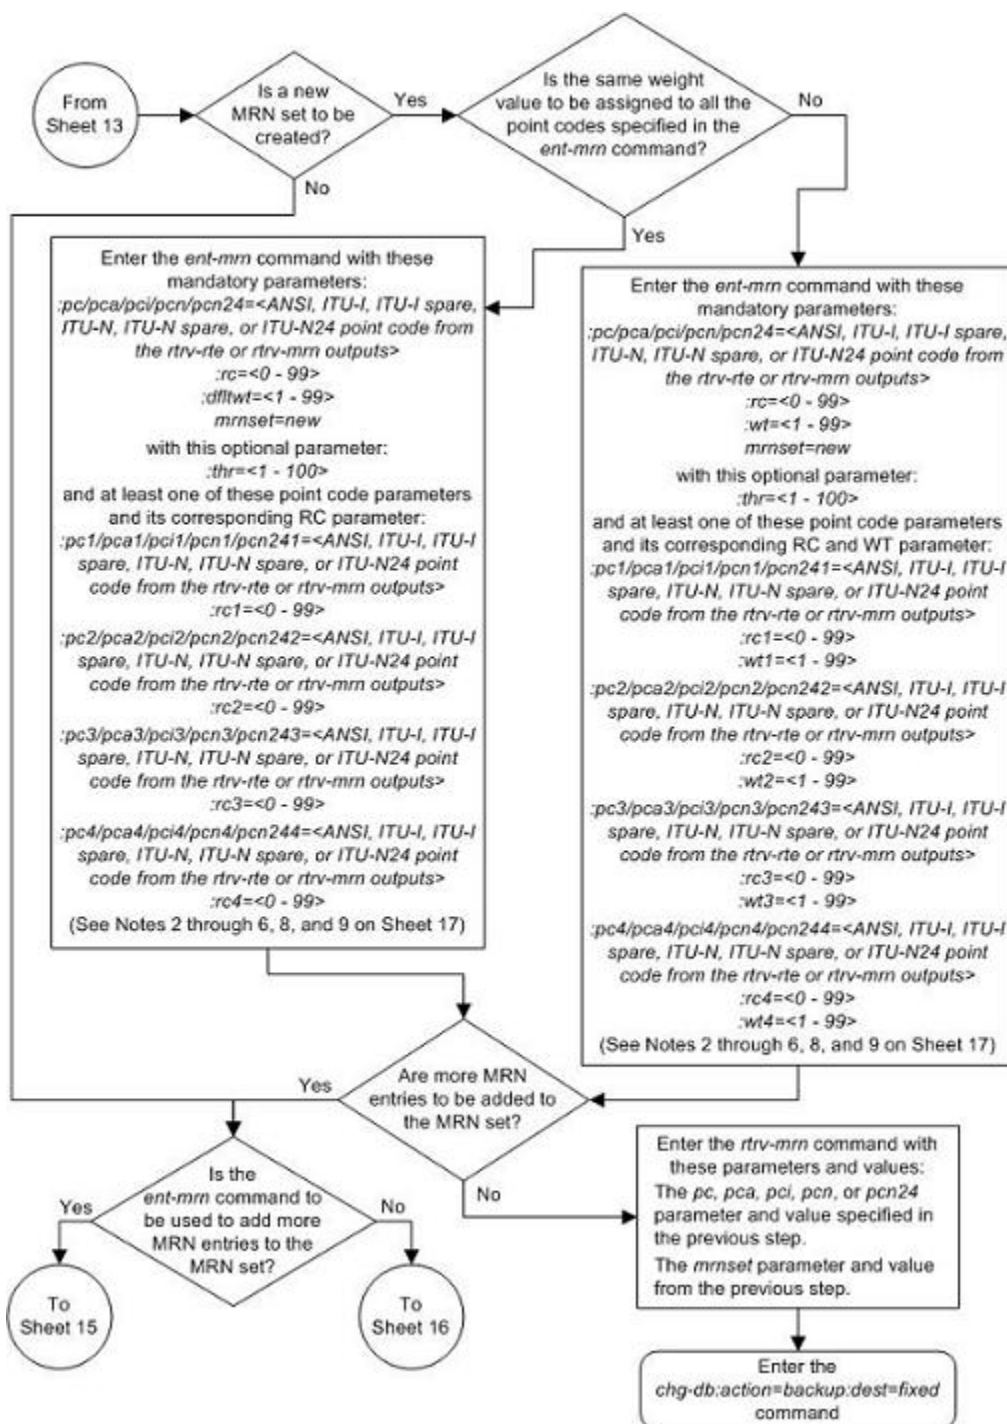 From
Sheet 13
Is a new
MRN set to be
created?
Yes
No
Is the same weight
value to be assigned to all the
point codes specified in the
ent-mrn command?
No
Yes
Enter the ent-mrn command with these
mandatory parameters:
:pc/pca/pci/pcn/pcn24=<ANSI, ITU-I, ITU-I spare,
ITU-N, ITU-N spare, or ITU-N24 point code from
the rtrv-rte or rtrv-mrn outputs>
:rc=<0 - 99>
:dfltwt=<1 - 99>
mrnset=new
with this optional parameter:
:thr=<1 - 100>
and at least one of these point code parameters
and its corresponding RC parameter:
:pc1/pca1/pci1/pcn1/pcn241=<ANSI, ITU-I, ITU-I
spare, ITU-N, ITU-N spare, or ITU-N24 point
code from the rtrv-rte or rtrv-mrn outputs>
:rc1=<0 - 99>
:pc2/pca2/pci2/pcn2/pcn242=<ANSI, ITU-I, ITU-I
spare, ITU-N, ITU-N spare, or ITU-N24 point
code from the rtrv-rte or rtrv-mrn outputs>
:rc2=<0 - 99>
:pc3/pca3/pci3/pcn3/pcn243=<ANSI, ITU-I, ITU-I
spare, ITU-N, ITU-N spare, or ITU-N24 point
code from the rtrv-rte or rtrv-mrn outputs>
:rc3=<0 - 99>
:pc4/pca4/pci4/pcn4/pcn244=<ANSI, ITU-I, ITU-I
spare, ITU-N, ITU-N spare, or ITU-N24 point
code from the rtrv-rte or rtrv-mrn outputs>
:rc4=<0 - 99>
(See Notes 2 through 6, 8, and 9 on Sheet 17)
Enter the ent-mrn command with these
mandatory parameters:
:pc/pca/pci/pcn/pcn24=<ANSI, ITU-I, ITU-I spare,
ITU-N, ITU-N spare, or ITU-N24 point code from
the rtrv-rte or rtrv-mrn outputs>
:rc=<0 - 99>
:wt=<1 - 99>
mrnset=new
with this optional parameter:
:thr=<1 - 100>
and at least one of these point code parameters
and its corresponding RC and WT parameter:
:pc1/pca1/pci1/pcn1/pcn241=<ANSI, ITU-I, ITU-I
spare, ITU-N, ITU-N spare, or ITU-N24 point
code from the rtrv-rte or rtrv-mrn outputs>
:rc1=<0 - 99>
:wt1=<1 - 99>
:pc2/pca2/pci2/pcn2/pcn242=<ANSI, ITU-I, ITU-I
spare, ITU-N, ITU-N spare, or ITU-N24 point
code from the rtrv-rte or rtrv-mrn outputs>
:rc2=<0 - 99>
:wt2=<1 - 99>
:pc3/pca3/pci3/pcn3/pcn243=<ANSI, ITU-I, ITU-I
spare, ITU-N, ITU-N spare, or ITU-N24 point
code from the rtrv-rte or rtrv-mrn outputs>
:rc3=<0 - 99>
:wt3=<1 - 99>
:pc4/pca4/pci4/pcn4/pcn244=<ANSI, ITU-I, ITU-I
spare, ITU-N, ITU-N spare, or ITU-N24 point
code from the rtrv-rte or rtrv-mrn outputs>
:rc4=<0 - 99>
:wt4=<1 - 99>
(See Notes 2 through 6, 8, and 9 on Sheet 17)
Are more MRN
entries to be added to
the MRN set?
Yes
No
Is the
ent-mrn command to
be used to add more
MRN entries to the
MRN set?
Yes
No
To
Sheet 15
To
Sheet 16
Enter the rtrv-mrn command with
these parameters and values:
The pc, pca, pci, pcn, or pcn24
parameter and value specified in
the previous step.
The mrnset parameter and value
from the previous step.
Enter the
chg-db:action=backup:dest=fixed
command